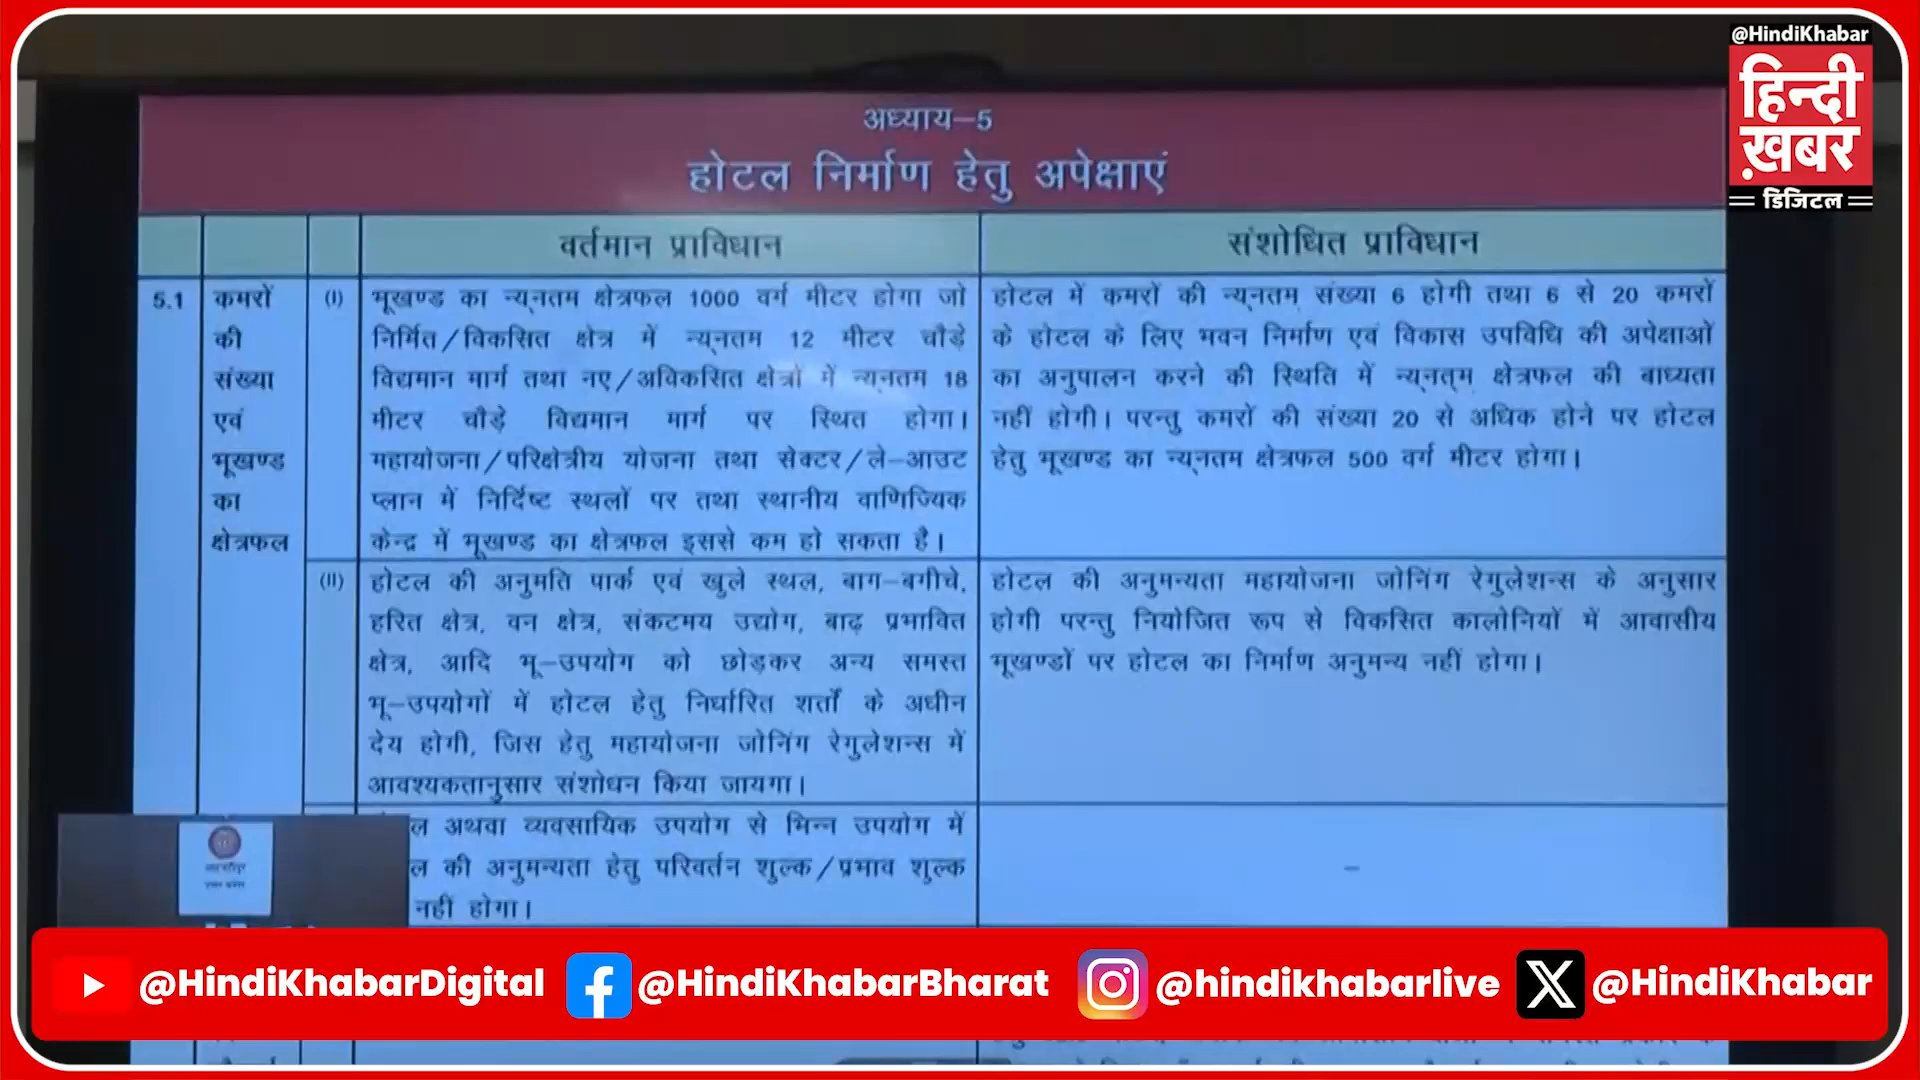 @HindiKhabar
हिन्दी
ख़बर
डिजिटल
अध्याय–5
होटल निर्माण हेतु अपेक्षाएं
वर्तमान प्राविधान
संशोधित प्राविधान
5.1
कमरों
की
संख्या
एवं
भूखण्ड
का
क्षेत्रफल
(I)
भूखण्ड का न्यूनतम क्षेत्रफल 1000 वर्ग मीटर होगा जो
निर्मित/विकसित क्षेत्र में न्यूनतम 12 मीटर चौड़े
विद्यमान मार्ग तथा नए/अविकसित क्षेत्रों में न्यूनतम 18
मीटर चौड़े विद्यमान मार्ग पर स्थित होगा।
महायोजना/परिक्षेत्रीय योजना तथा सेक्टर/ले–आउट
प्लान में निर्दिष्ट स्थलों पर तथा स्थानीय वाणिज्यिक
केन्द्र में भूखण्ड का क्षेत्रफल इससे कम हो सकता है।
होटल में कमरों की न्यूनतम संख्या 6 होगी तथा 6 से 20 कमरों
के होटल के लिए भवन निर्माण एवं विकास उपविधि की अपेक्षाओं
का अनुपालन करने की स्थिति में न्यूनत्म क्षेत्रफल की बाध्यता
नहीं होगी। परन्तु कमरों की संख्या 20 से अधिक होने पर होटल
हेतु भूखण्ड का न्यूनतम क्षेत्रफल 500 वर्ग मीटर होगा।
(II)
होटल की अनुमति पार्क एवं खुले स्थल, बाग–बगीचे,
हरित क्षेत्र, वन क्षेत्र, संकटमय उद्योग, बाढ़ प्रभावित
क्षेत्र, आदि भू–उपयोग को छोड़कर अन्य समस्त
भू–उपयोगों में होटल हेतु निर्धारित शर्तों के अधीन
देय होगी, जिस हेतु महायोजना जोनिंग रेगुलेशन्स में
आवश्यकतानुसार संशोधन किया जायगा।
होटल की अनुमन्यता महायोजना जोनिंग रेगुलेशन्स के अनुसार
होगी परन्तु नियोजित रूप से विकसित कालोनियों में आवासीय
भूखण्डों पर होटल का निर्माण अनुमन्य नहीं होगा।
ल अथवा व्यवसायिक उपयोग से भिन्न उपयोग में
ल की अनुमन्यता हेतु परिवर्तन शुल्क/प्रभाव शुल्क
नहीं होगा।
–
@HindiKhabarDigital
@HindiKhabarBharat
@hindikhabarlive
@HindiKhabar